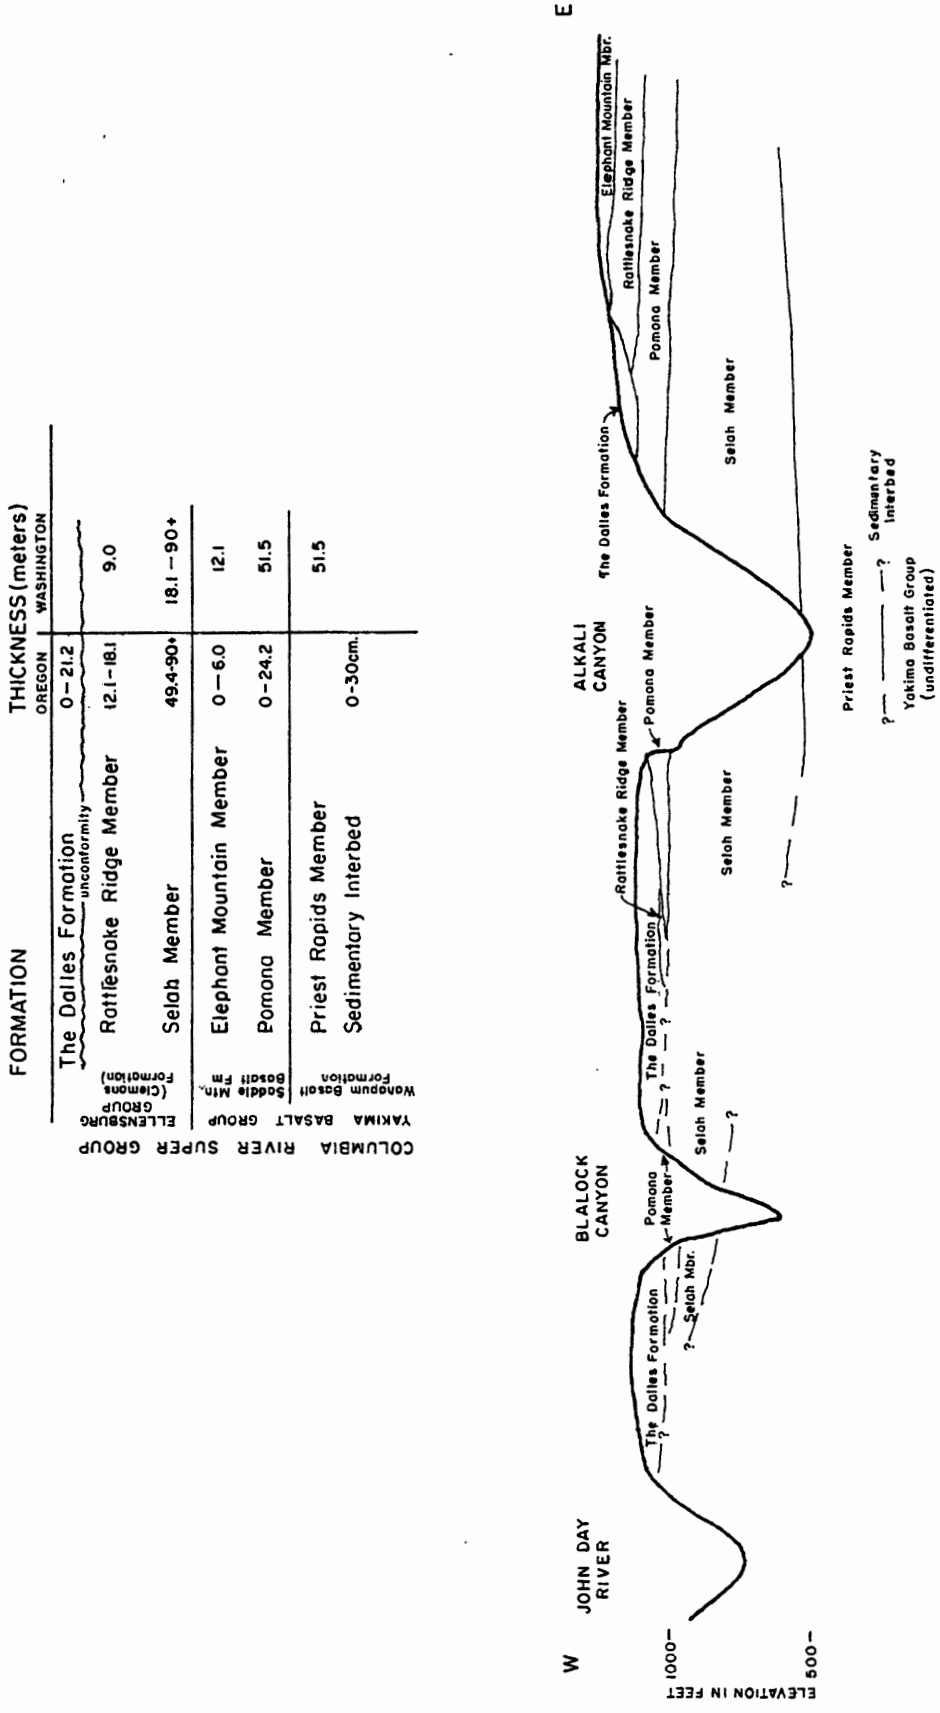 FORMATION
THICKNESS (meters)
OREGON WASHINGTON
The Dalles Formation 0-21.2
unconformity
Rattlesnake Ridge Member 12.1-18.1 9.0
Selah Member 49.4-90+ 18.1-90+
Elephant Mountain Member 0-6.0 12.1
Pomona Member 0-24.2 51.5
Priest Rapids Member 51.5
Sedimentary Interbed 0-30cm.
COLUMBIA RIVER SUPER GROUP
YAKIMA BASALT GROUP
ELLENSBURG
GROUP
(Clemons
Formation)
Saddle Mtn.
Basalt Fm
Wanapum Basalt
Formation
W
E
JOHN DAY
RIVER
BLALOCK
CANYON
ALKALI
CANYON
ELEVATION IN FEET
1000-
500-
The Dalles Formation
?
?
Selah Mbr.
Pomona
Member
Selah Member
?
The Dalles Formation
?
?
Rattlesnake Ridge Member
Pomona Member
Selah Member
?
The Dalles Formation
Elephant Mountain Mbr.
Rattlesnake Ridge Member
Pomona Member
Selah Member
Priest Rapids Member
? ? Sedimentary
Interbed
Yakima Basalt Group
(undifferentiated)